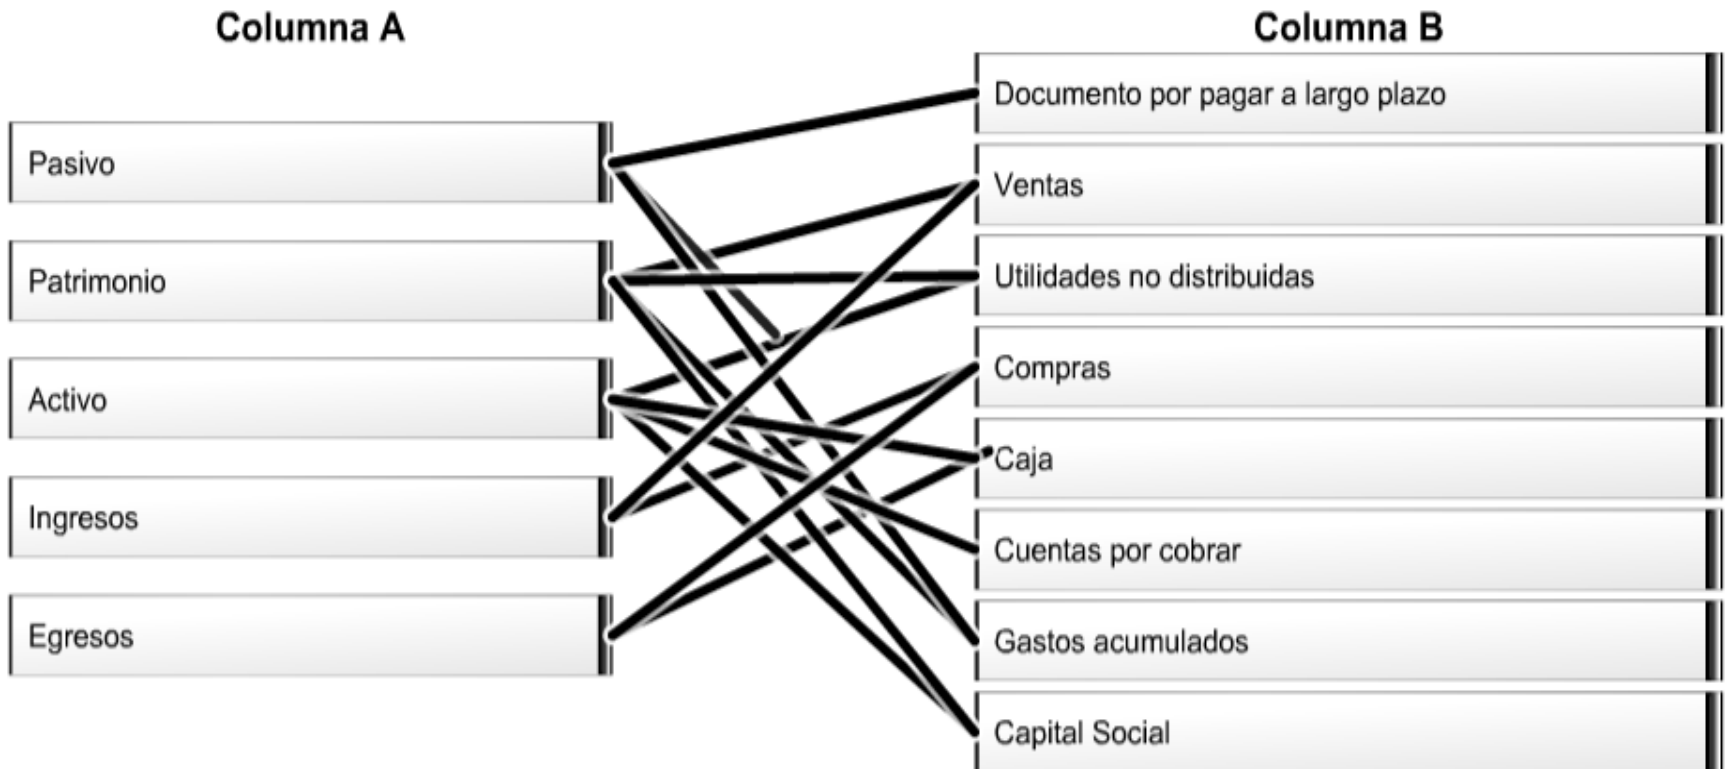 Columna A
Pasivo
Patrimonio
Activo
Ingresos
Egresos
Columna B
Documento por pagar a largo plazo
Ventas
Utilidades no distribuidas
Compras
Caja
Cuentas por cobrar
Gastos acumulados
Capital Social